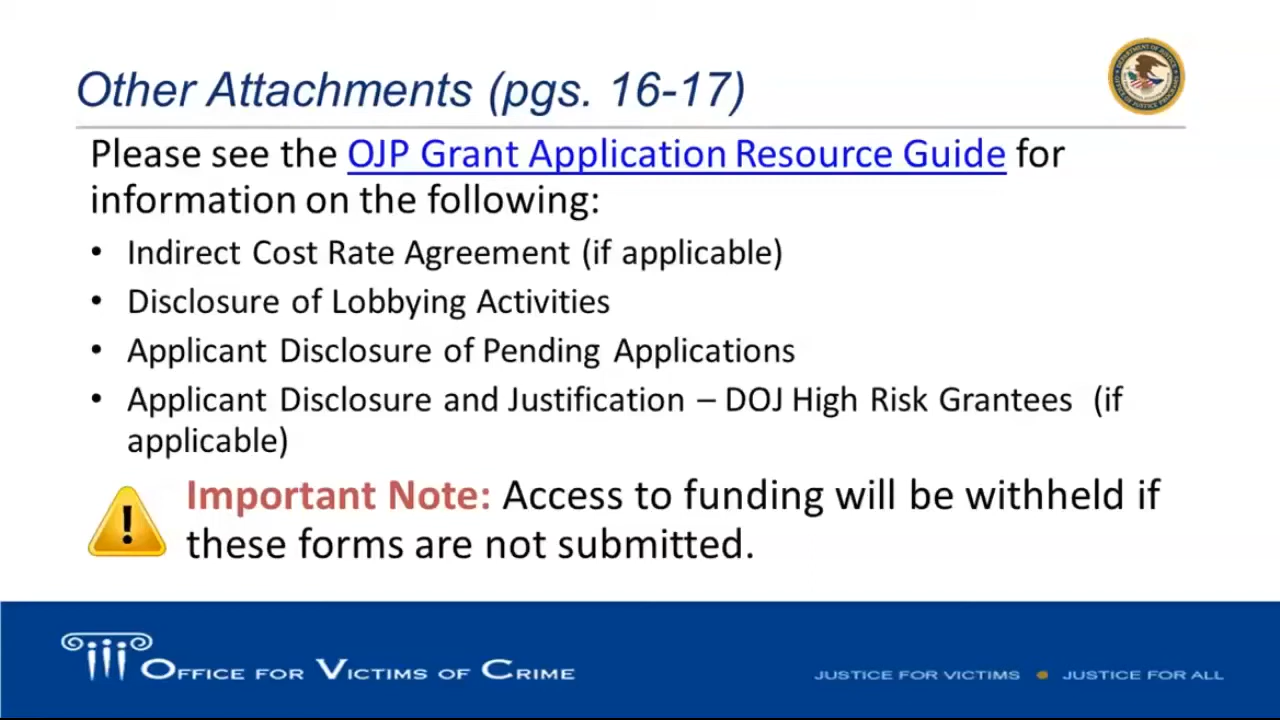 Other Attachments (pgs. 16-17)
Please see the OJP Grant Application Resource Guide for
information on the following:
• Indirect Cost Rate Agreement (if applicable)
• Disclosure of Lobbying Activities
• Applicant Disclosure of Pending Applications
• Applicant Disclosure and Justification – DOJ High Risk Grantees (if
applicable)
Important Note: Access to funding will be withheld if
these forms are not submitted.
OFFICE FOR VICTIMS OF CRIME
JUSTICE FOR VICTIMS • JUSTICE FOR ALL